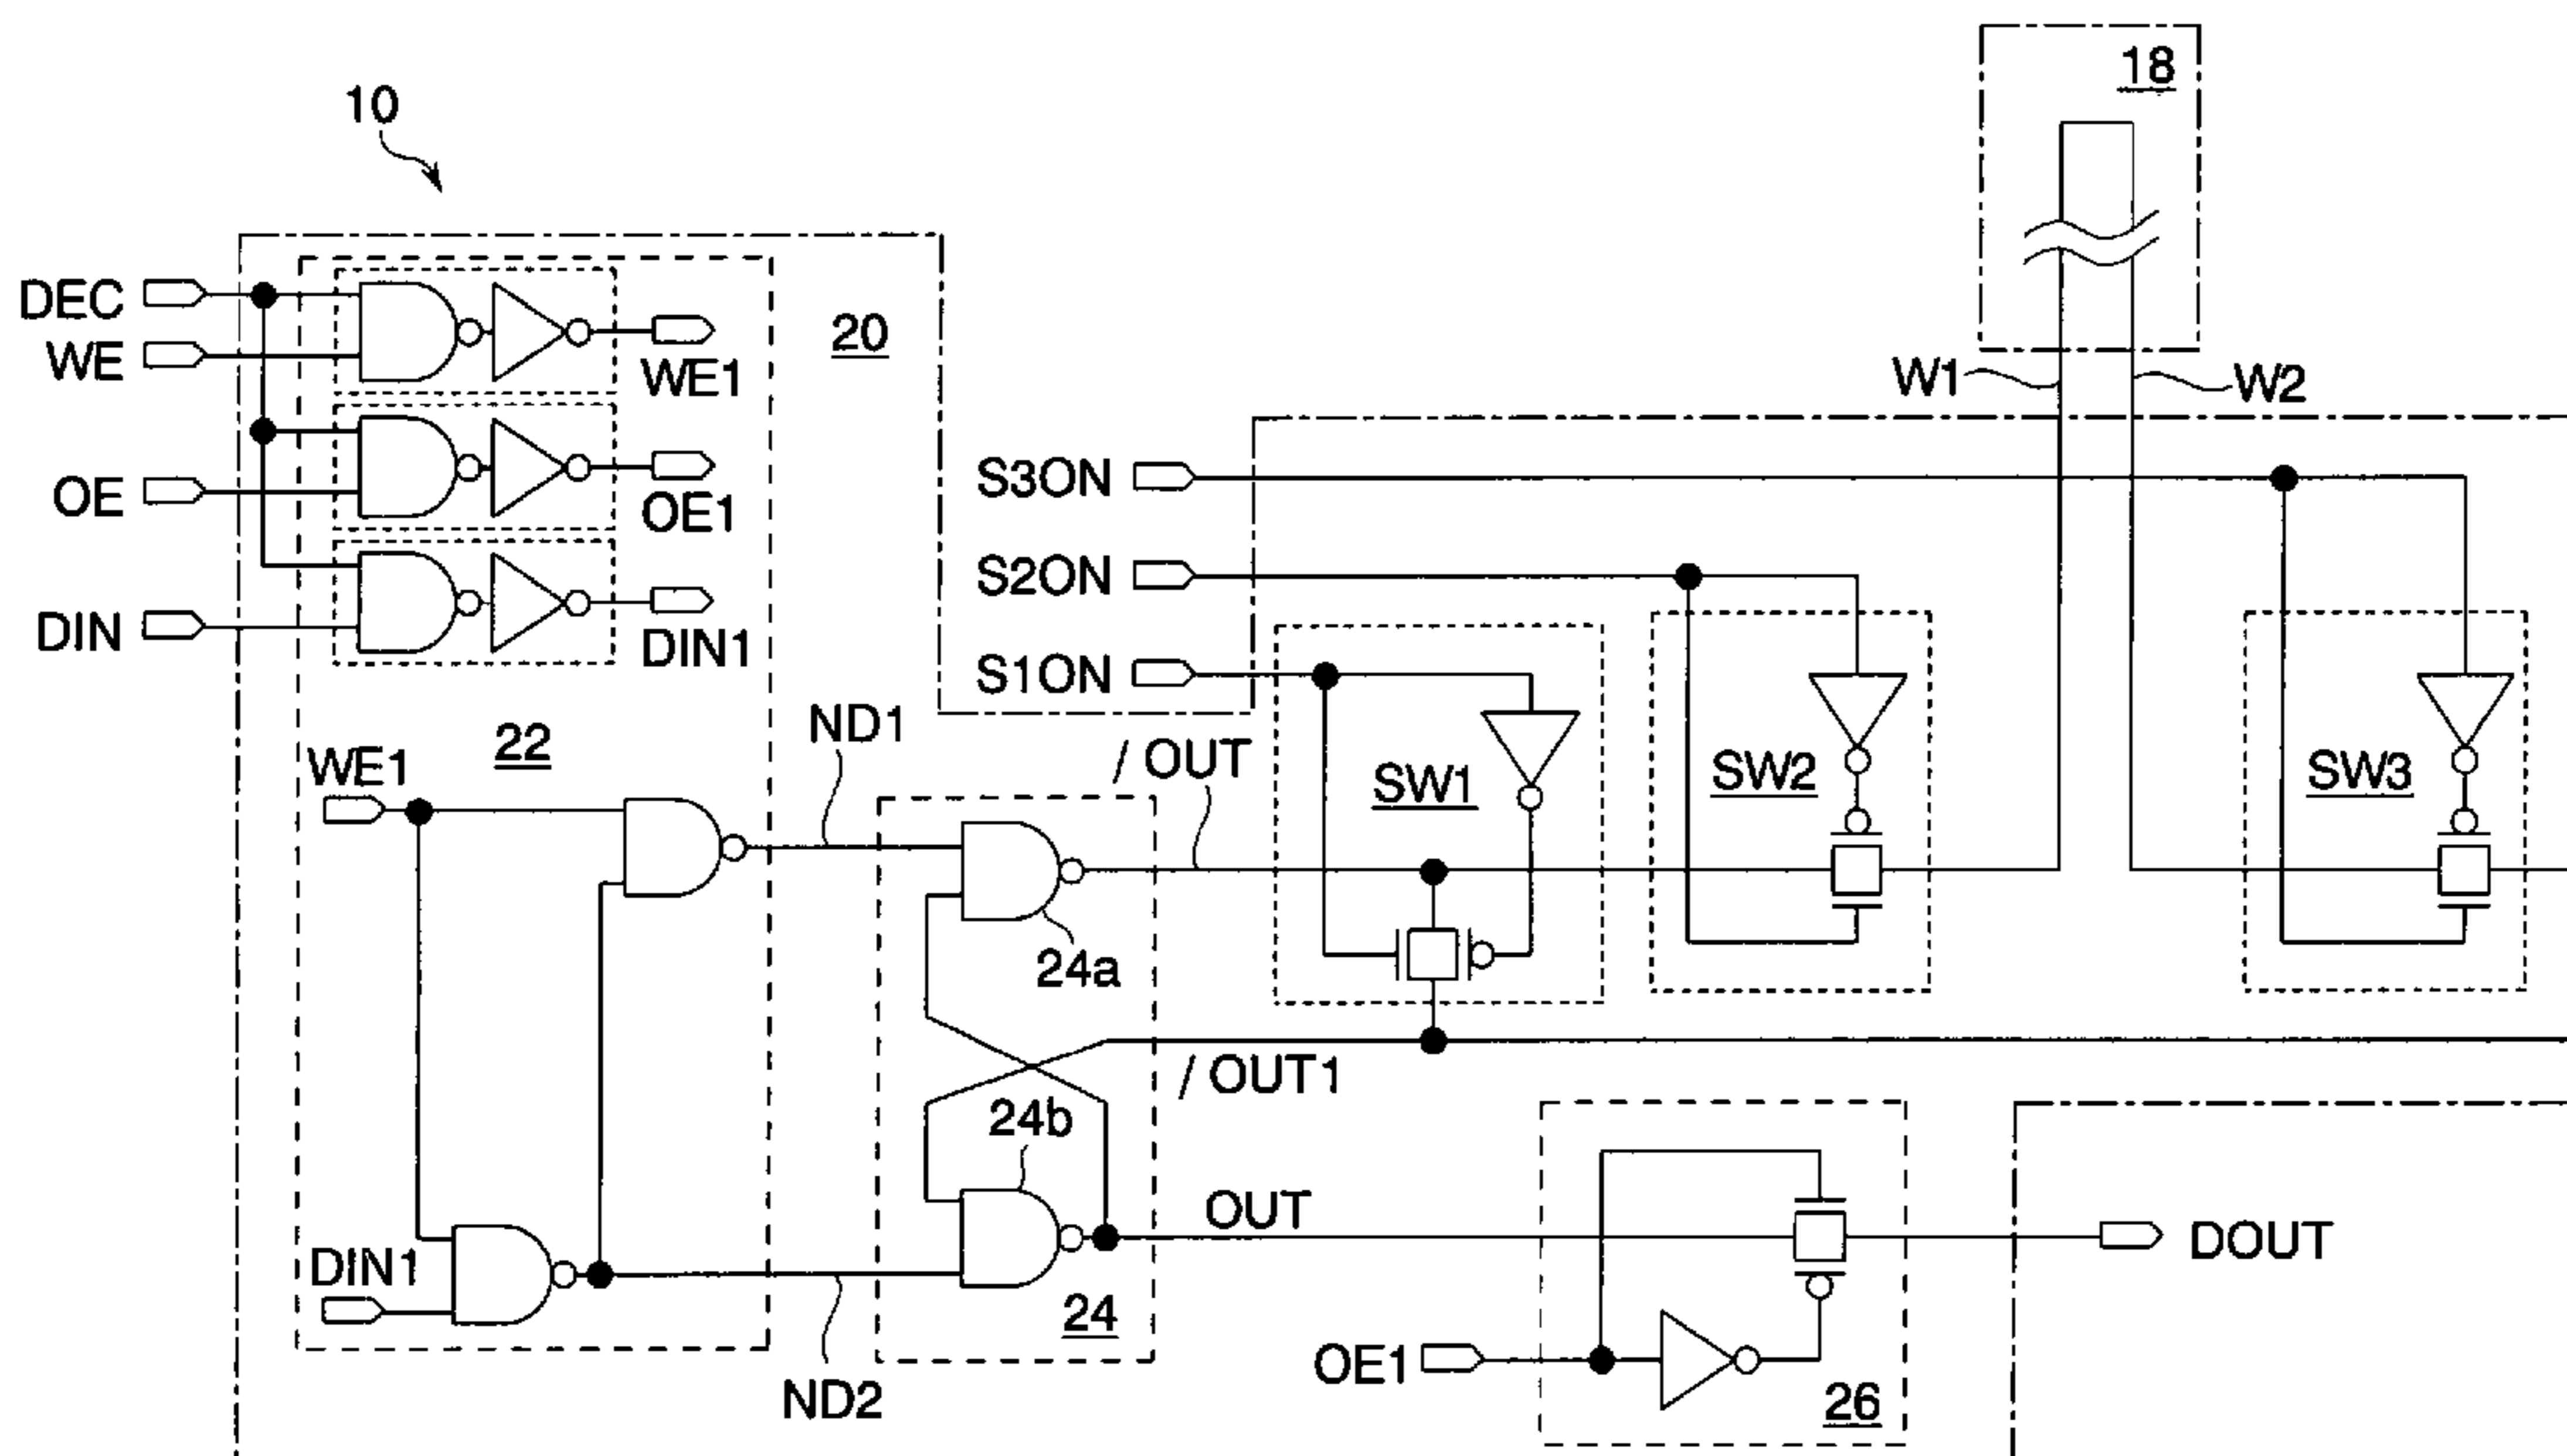 18
10
DEC
WE
WE1
20
W1
W2
OE
OE1
S3ON
S2ON
DIN
DIN1
S1ON
ND1
22
/ OUT
WE1
SW1
SW2
SW3
24a
/ OUT1
24b
OUT
DOUT
DIN1
24
OE1
26
ND2